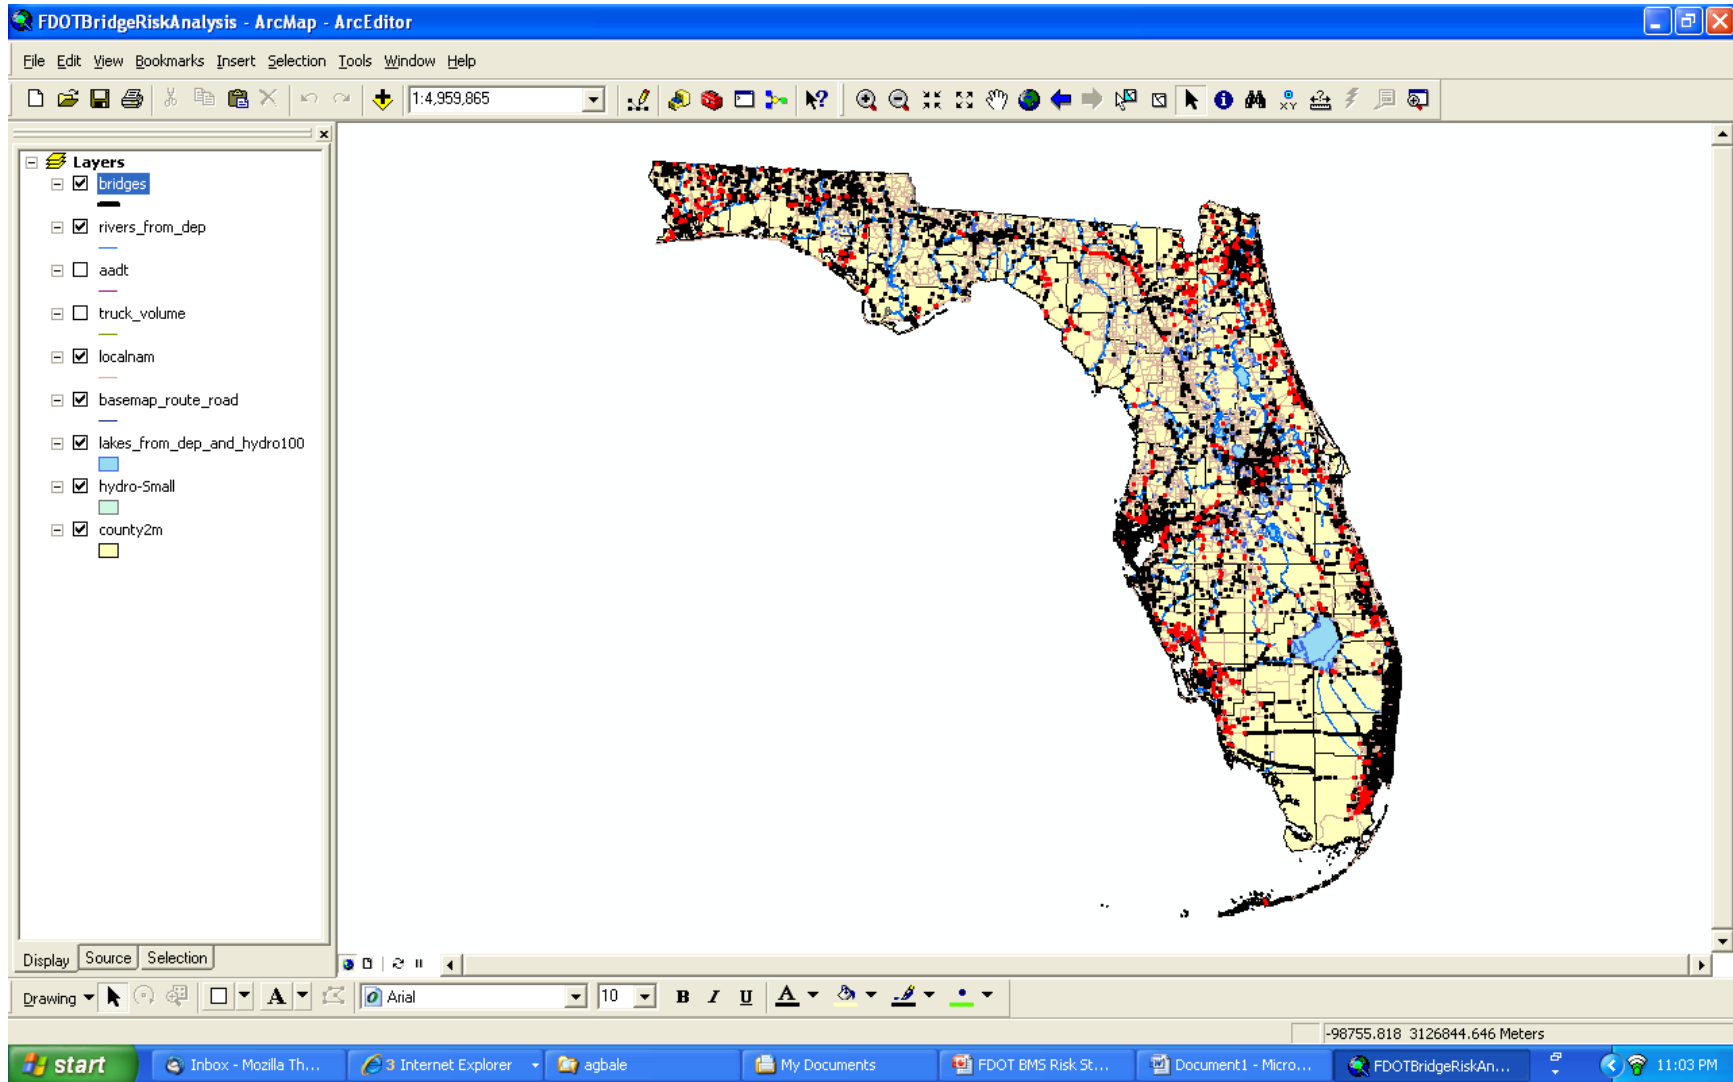 FDOTBridgeRiskAnalysis - ArcMap - ArcEditor
File Edit View Bookmarks Insert Selection Tools Window Help
1:4,959,865
Layers
bridges
rivers_from_dep
aadt
truck_volume
localnam
basemap_route_road
lakes_from_dep_and_hydro100
hydro-Small
county2m
Display Source Selection
Drawing A Arial 10 B I U A
-98755.818 3126844.646 Meters
start Inbox - Mozilla Th... 3 Internet Explorer agbale My Documents FDOT BMS Risk St... Document1 - Micro... FDOTBridgeRiskAn... 11:03 PM